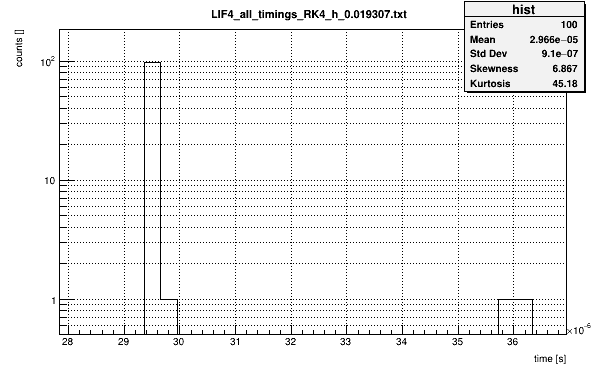 LIF4_all_timings_RK4_h_0.019307.txt
hist
Entries 100
Mean 2.966e−05
Std Dev 9.1e−07
Skewness 6.867
Kurtosis 45.18
counts []
10²
10
1
28 29 30 31 32 33 34 35 36
×10⁻⁶
time [s]